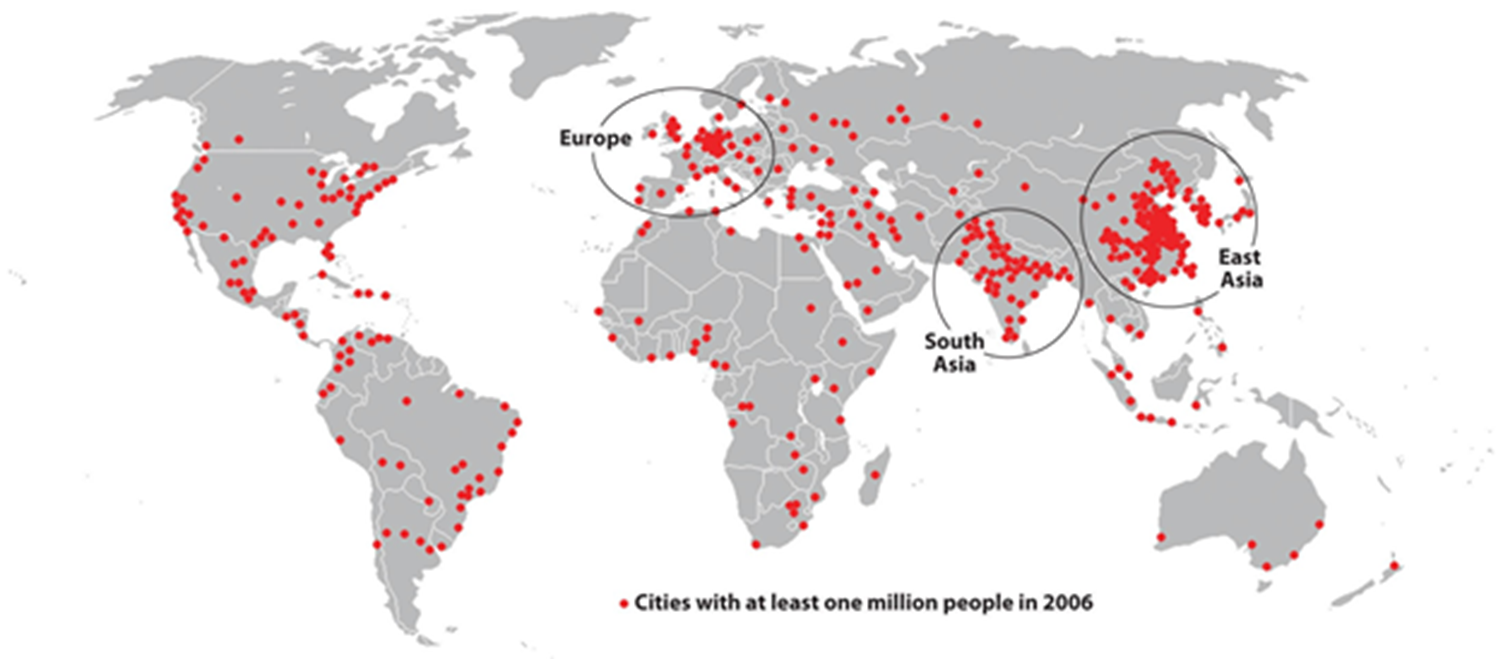 Europe
East
Asia
South
Asia
Cities with at least one million people in 2006